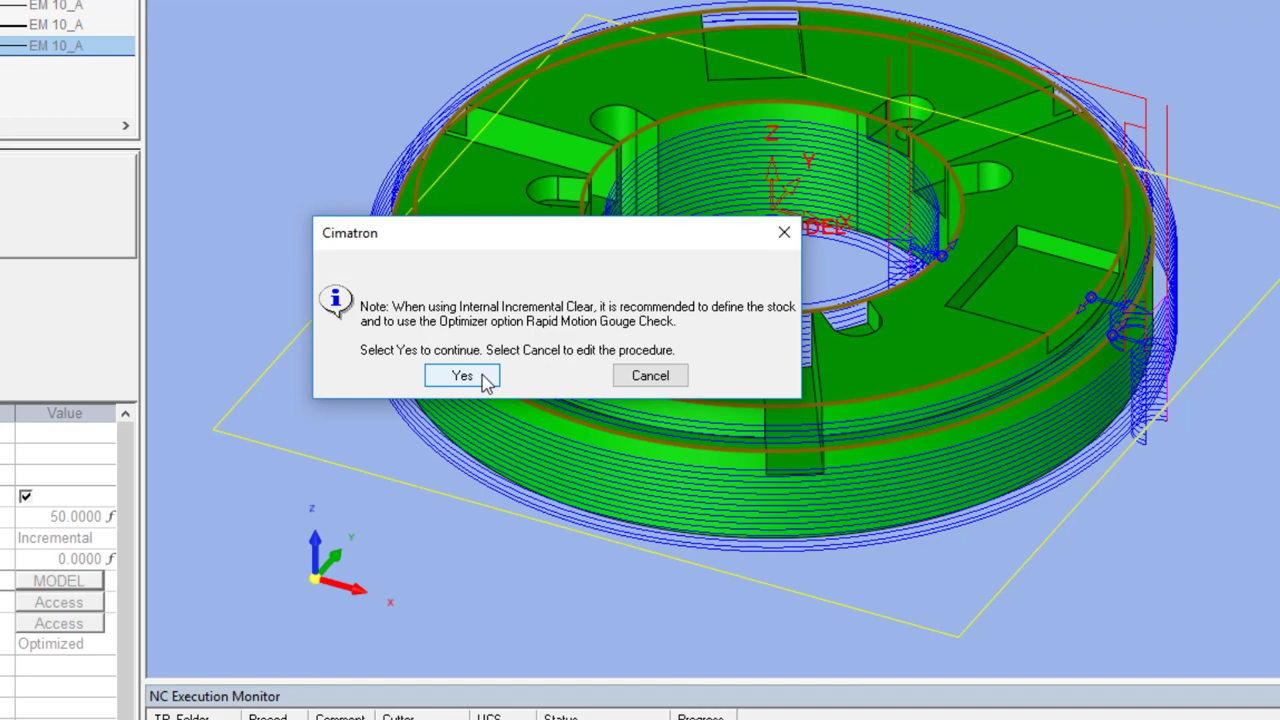 EM 10_A
EM 10_A
EM 10_A
Z
Y
Cimatron
Note: When using Internal Incremental Clear, it is recommended to define the stock
and to use the Optimizer option Rapid Motion Gouge Check.
Select Yes to continue. Select Cancel to edit the procedure.
Yes
Cancel
Value
50.0000 f
Incremental
0.0000 f
MODEL
Access
Access
Optimized
Z
Y
X
NC Execution Monitor
TP_Folder
Proced
Comment
Cutter
UCS
Status
Progress